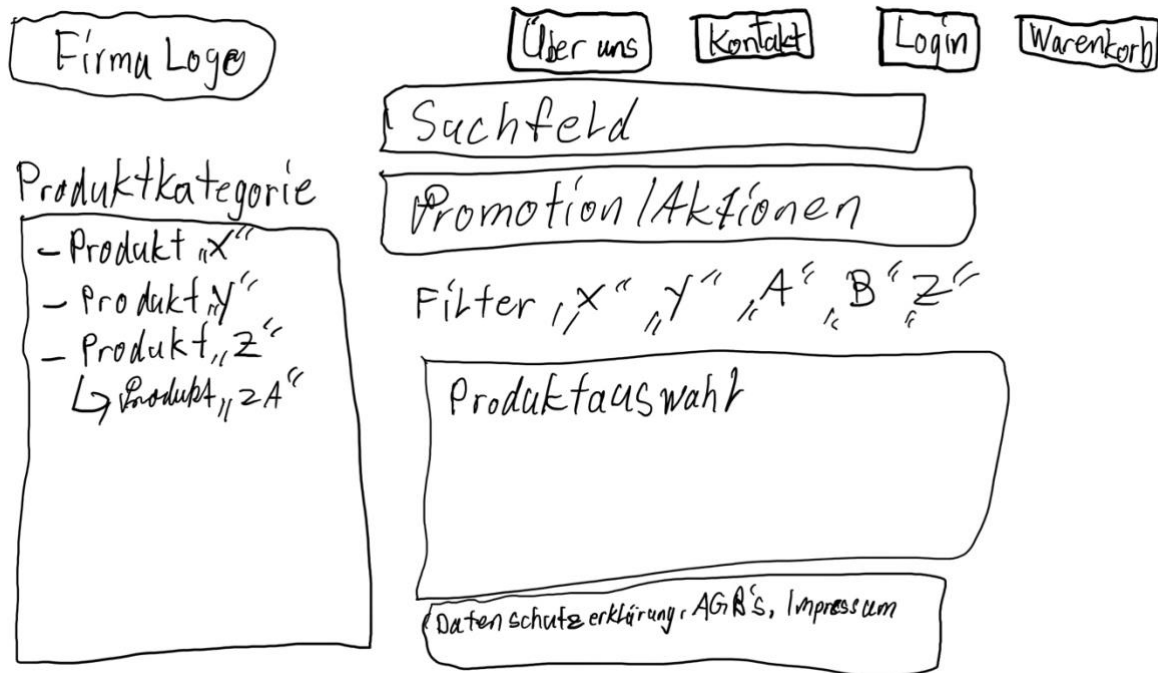 Firma Logo
Über uns
Kontakt
Login
Warenkorb
Suchfeld
Promotion/Aktionen
Produktkategorie
- Produkt „X“
- Produkt „Y“
- Produkt „Z“
↳ Produkt „ZA“
Filter „X“ „Y“ „A“ „B“ „Z“
Produktauswahl
Datenschutzerklärung, AGB's, Impressum